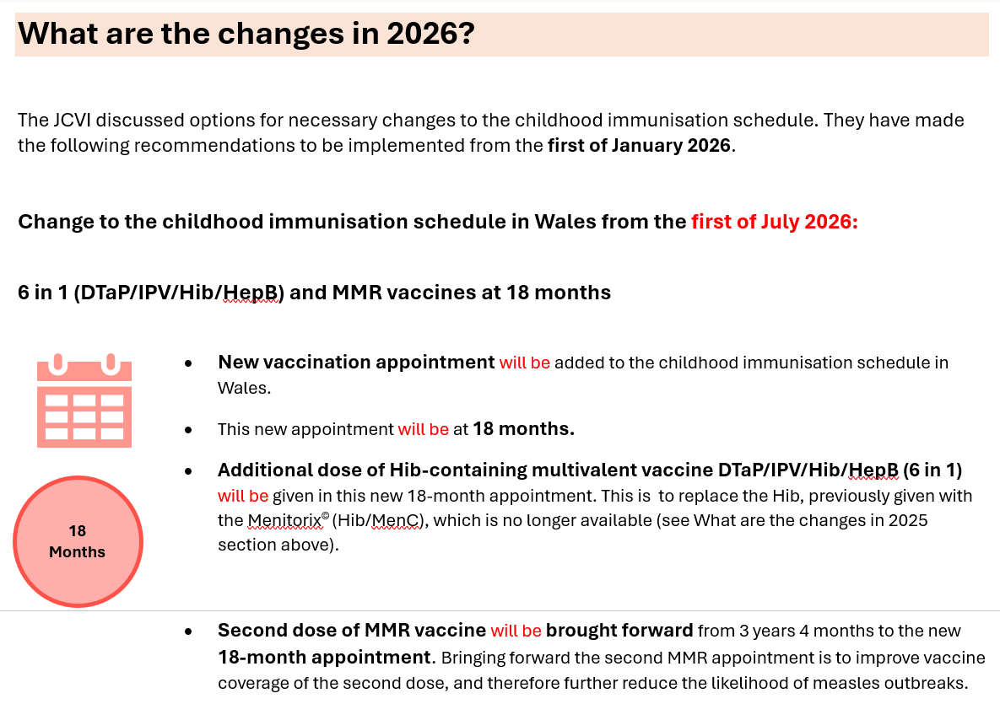 What are the changes in 2026?
The JCVI discussed options for necessary changes to the childhood immunisation schedule. They have made
the following recommendations to be implemented from the first of January 2026.
Change to the childhood immunisation schedule in Wales from the first of July 2026:
6 in 1 (DTaP/IPV/Hib/HepB) and MMR vaccines at 18 months
• New vaccination appointment will be added to the childhood immunisation schedule in
Wales.
• This new appointment will be at 18 months.
• Additional dose of Hib-containing multivalent vaccine DTaP/IPV/Hib/HepB (6 in 1)
will be given in this new 18-month appointment. This is  to replace the Hib, previously given with
the Menitorix© (Hib/MenC), which is no longer available (see What are the changes in 2025
section above).
18
Months
• Second dose of MMR vaccine will be brought forward from 3 years 4 months to the new
18-month appointment. Bringing forward the second MMR appointment is to improve vaccine
coverage of the second dose, and therefore further reduce the likelihood of measles outbreaks.